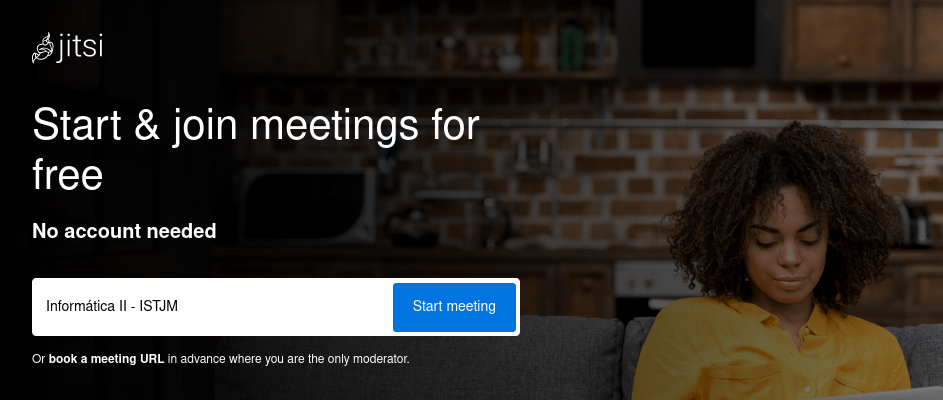 jitsi
Start & join meetings for
free
No account needed
Informática II - ISTJM
Start meeting
Or book a meeting URL in advance where you are the only moderator.